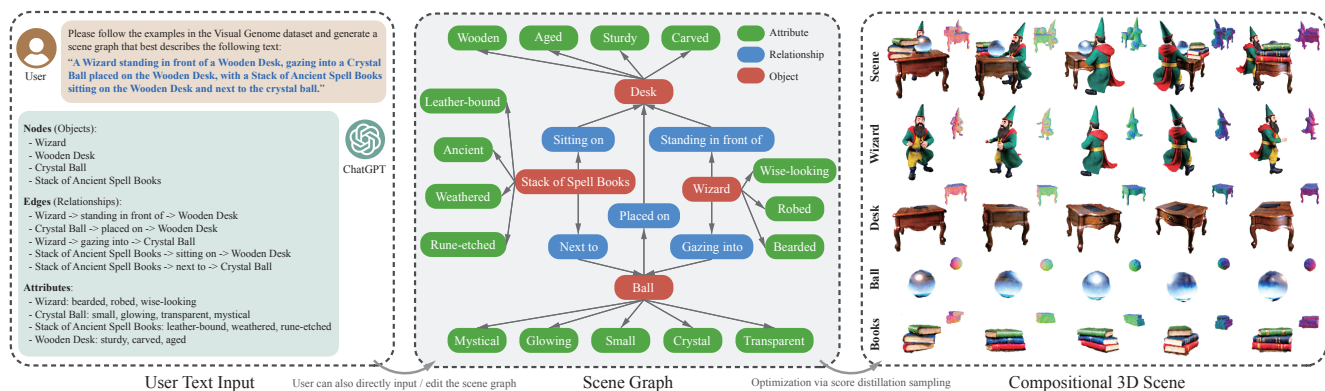 Please follow the examples in the Visual Genome dataset and generate a
scene graph that best describes the following text:
"A Wizard standing in front of a Wooden Desk, gazing into a Crystal
Ball placed on the Wooden Desk, with a Stack of Ancient Spell Books
sitting on the Wooden Desk and next to the crystal ball."
User
Nodes (Objects):
- Wizard
- Wooden Desk
- Crystal Ball
- Stack of Ancient Spell Books
ChatGPT
Edges (Relationships):
- Wizard -> standing in front of -> Wooden Desk
- Crystal Ball -> placed on -> Wooden Desk
- Wizard -> gazing into -> Crystal Ball
- Stack of Ancient Spell Books -> sitting on -> Wooden Desk
- Stack of Ancient Spell Books -> next to -> Crystal Ball
Attributes:
- Wizard: bearded, robed, wise-looking
- Crystal Ball: small, glowing, transparent, mystical
- Stack of Ancient Spell Books: leather-bound, weathered, rune-etched
- Wooden Desk: sturdy, carved, aged
User Text Input
User can also directly input / edit the scene graph
Wooden
Aged
Sturdy
Carved
Attribute
Relationship
Object
Desk
Leather-bound
Sitting on
Standing in front of
Ancient
Wise-looking
Stack of Spell Books
Wizard
Weathered
Placed on
Robed
Rune-etched
Next to
Gazing into
Bearded
Ball
Mystical
Glowing
Small
Crystal
Transparent
Scene Graph
Optimization via score distillation sampling
Scene
Wizard
Desk
Ball
Books
Compositional 3D Scene